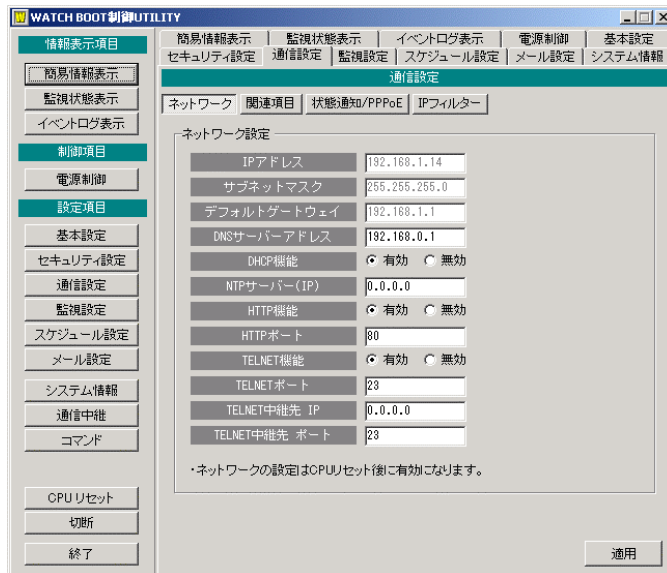 WATCH BOOT制御UTILITY
情報表示項目
簡易情報表示
監視状態表示
イベントログ表示
制御項目
電源制御
設定項目
基本設定
セキュリティ設定
通信設定
監視設定
スケジュール設定
メール設定
システム情報
通信中継
コマンド
CPUリセット
切断
終了
簡易情報表示 監視状態表示 イベントログ表示 電源制御 基本設定
セキュリティ設定 通信設定 監視設定 スケジュール設定 メール設定 システム情報
通信設定
ネットワーク 関連項目 状態通知/PPPoE IPフィルター
ネットワーク設定
IPアドレス 192.168.1.14
サブネットマスク 255.255.255.0
デフォルトゲートウェイ 192.168.1.1
DNSサーバーアドレス 192.168.0.1
DHCP機能 有効 無効
NTPサーバー(IP) 0.0.0.0
HTTP機能 有効 無効
HTTPポート 80
TELNET機能 有効 無効
TELNETポート 23
TELNET中継先 IP 0.0.0.0
TELNET中継先 ポート 23
・ネットワークの設定はCPUリセット後に有効になります。
適用